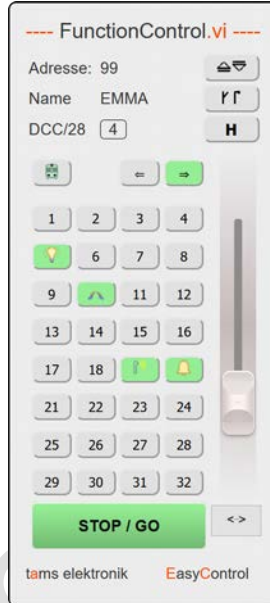 ---- FunctionControl.vi ----
Adresse: 99
Name EMMA
DCC/28 4
H
⇐ ⇒
1 2 3 4
6 7 8
9 11 12
13 14 15 16
17 18
21 22 23 24
25 26 27 28
29 30 31 32
STOP / GO <->
tams elektronik EasyControl